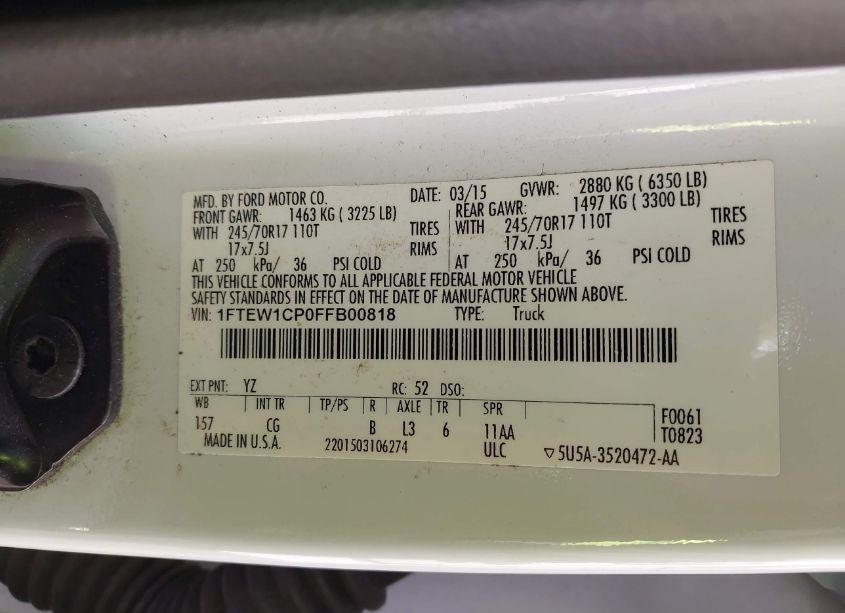 MFD. BY FORD MOTOR CO. DATE: 03/15 GVWR: 2880 KG ( 6350 LB)
FRONT GAWR: 1463 KG ( 3225 LB) REAR GAWR: 1497 KG ( 3300 LB)
WITH 245/70R17 110T TIRES WITH 245/70R17 110T TIRES
17x7.5J RIMS 17x7.5J RIMS
AT 250 kPa/ 36 PSI COLD AT 250 kPa/ 36 PSI COLD
THIS VEHICLE CONFORMS TO ALL APPLICABLE FEDERAL MOTOR VEHICLE
SAFETY STANDARDS IN EFFECT ON THE DATE OF MANUFACTURE SHOWN ABOVE.
VIN: 1FTEW1CP0FFB00818 TYPE: Truck
EXT PNT: YZ RC: 52 DSO:
WB INT TR TP/PS R AXLE TR SPR F0061
157 CG B L3 6 11AA T0823
MADE IN U.S.A. 2201503106274 ULC ▽5U5A-3520472-AA